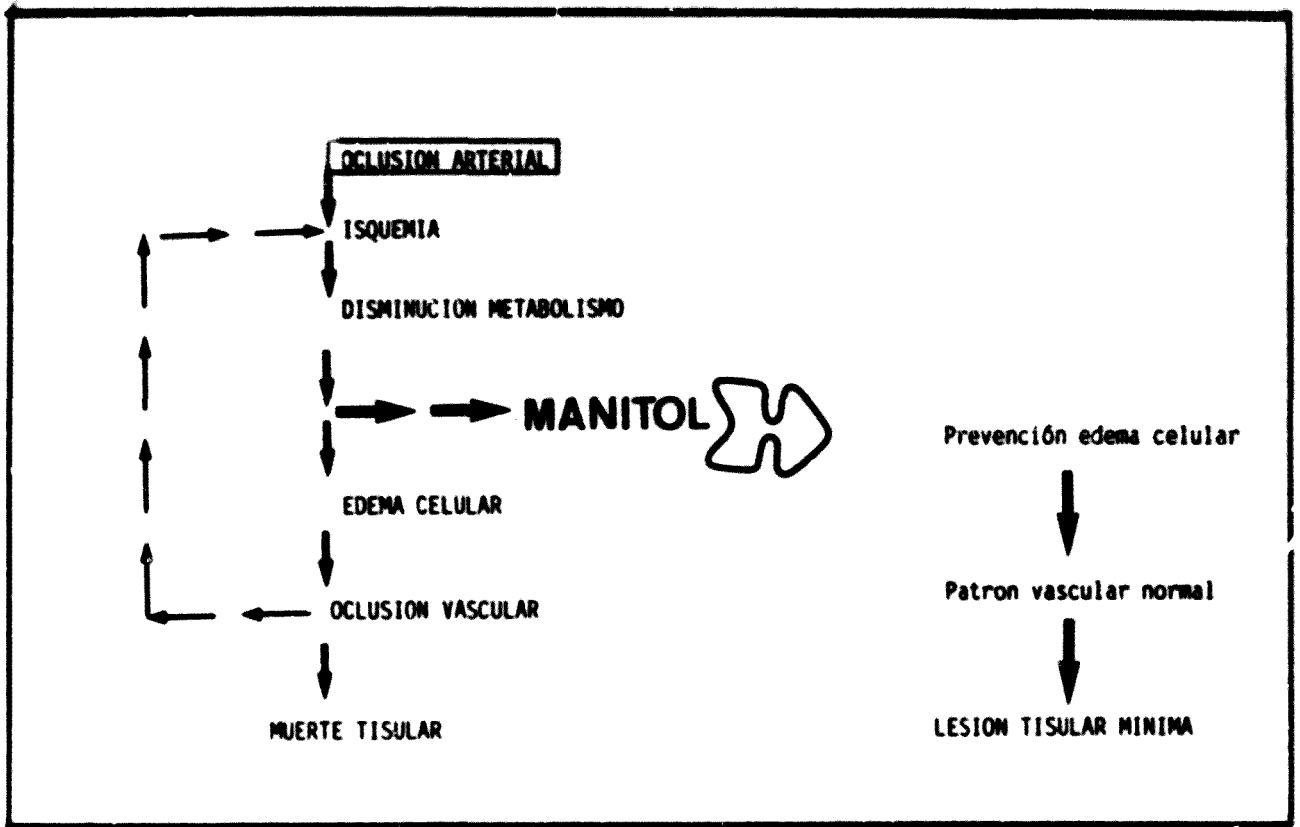 OCLUSION ARTERIAL
ISQUEMIA
DISMINUCION METABOLISMO
MANITOL
EDEMA CELULAR
OCLUSION VASCULAR
MUERTE TISULAR
Prevención edema celular
Patron vascular normal
LESION TISULAR MINIMA